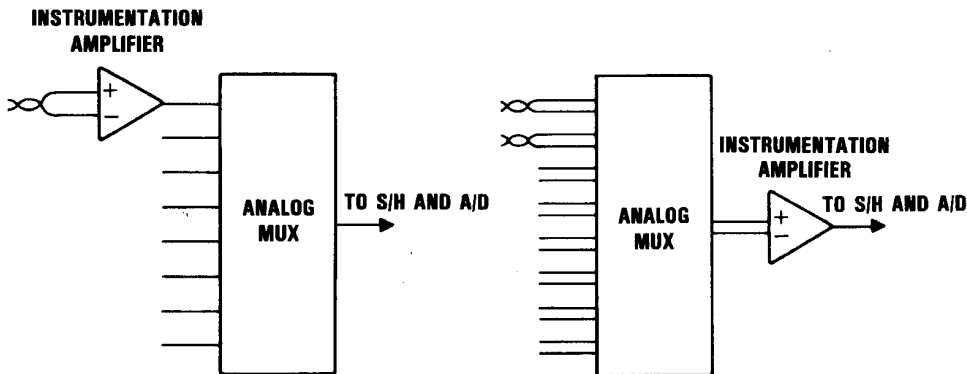 INSTRUMENTATION
AMPLIFIER
+
−
ANALOG
MUX
TO S/H AND A/D
ANALOG
MUX
INSTRUMENTATION
AMPLIFIER
+
−
TO S/H AND A/D